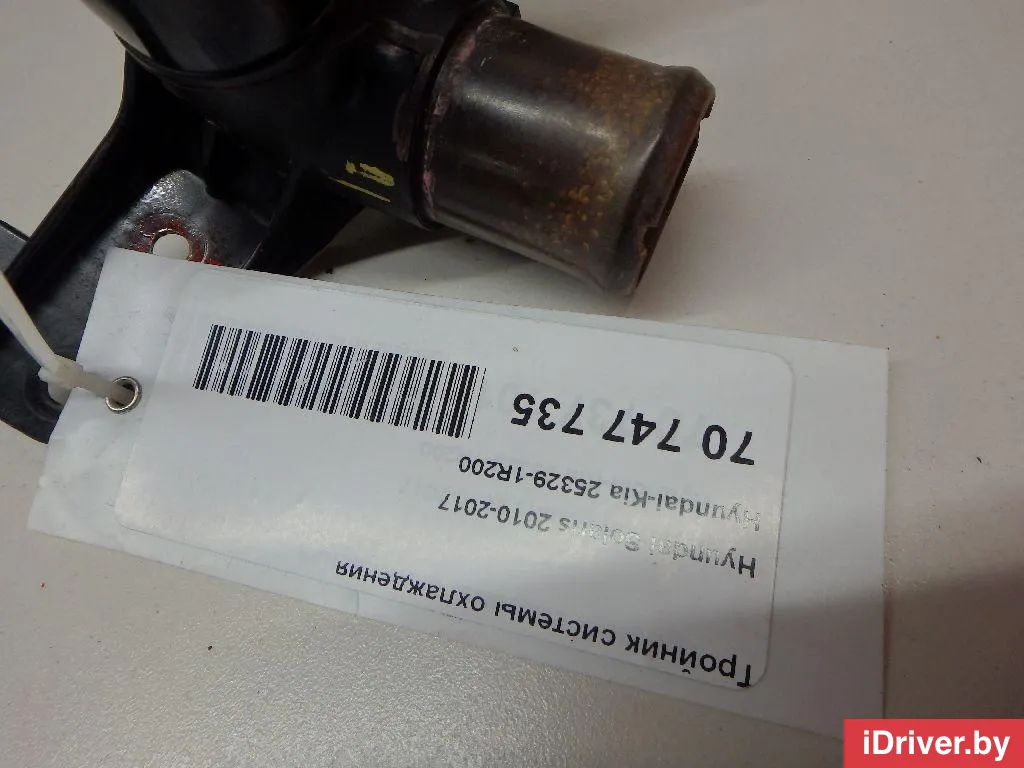 Тройник системы охлаждения
Hyundai Solaris 2010-2017
Hyundai-Kia 25329-1R200
70 747 735
iDriver.by